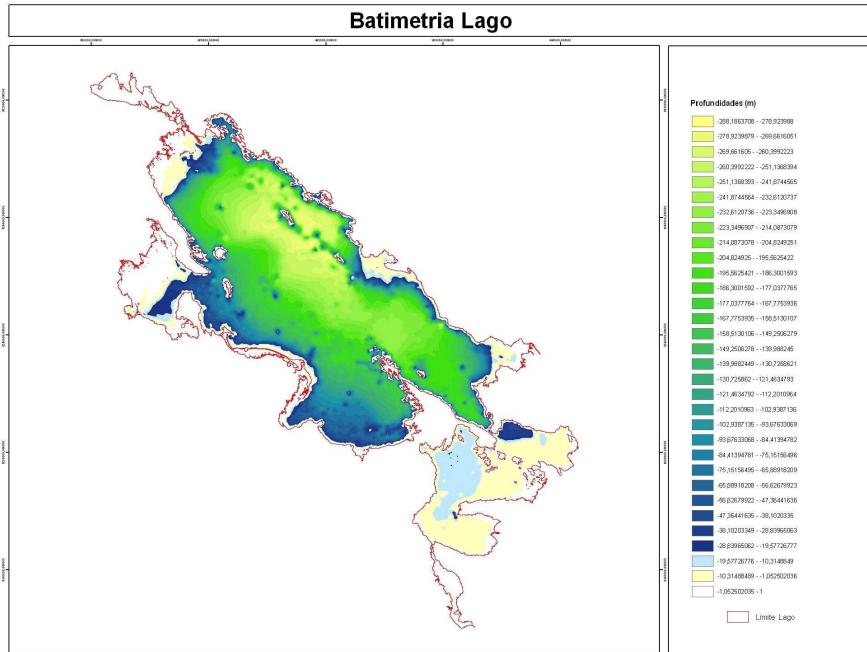 Batimetria Lago
Profundidades (m)
-288,1863708 - -278,923988
-278,9239879 - -269,6616051
-269,661605 - -260,3992223
-260,3992222 - -251,1368394
-251,1368393 - -241,8744565
-241,8744564 - -232,6120737
-232,6120736 - -223,3496908
-223,3496907 - -214,0873079
-214,0873078 - -204,8249251
-204,824925 - -195,5625422
-195,5625421 - -186,3001593
-186,3001592 - -177,0377765
-177,0377764 - -167,7753936
-167,7753935 - -158,5130107
-158,5130106 - -149,2506279
-149,2506278 - -139,988245
-139,9882449 - -130,7258621
-130,725862 - -121,4634793
-121,4634792 - -112,2010964
-112,2010963 - -102,9387136
-102,9387135 - -93,67633069
-93,67633068 - -84,41394782
-84,41394781 - -75,15156496
-75,15156495 - -65,88918209
-65,88918208 - -56,62679923
-56,62679922 - -47,36441636
-47,36441635 - -38,1020335
-38,10203349 - -28,83965063
-28,83965062 - -19,57726777
-19,57726776 - -10,3148849
-10,31488489 - -1,052502036
-1,052502035 - 1
Límite Lago